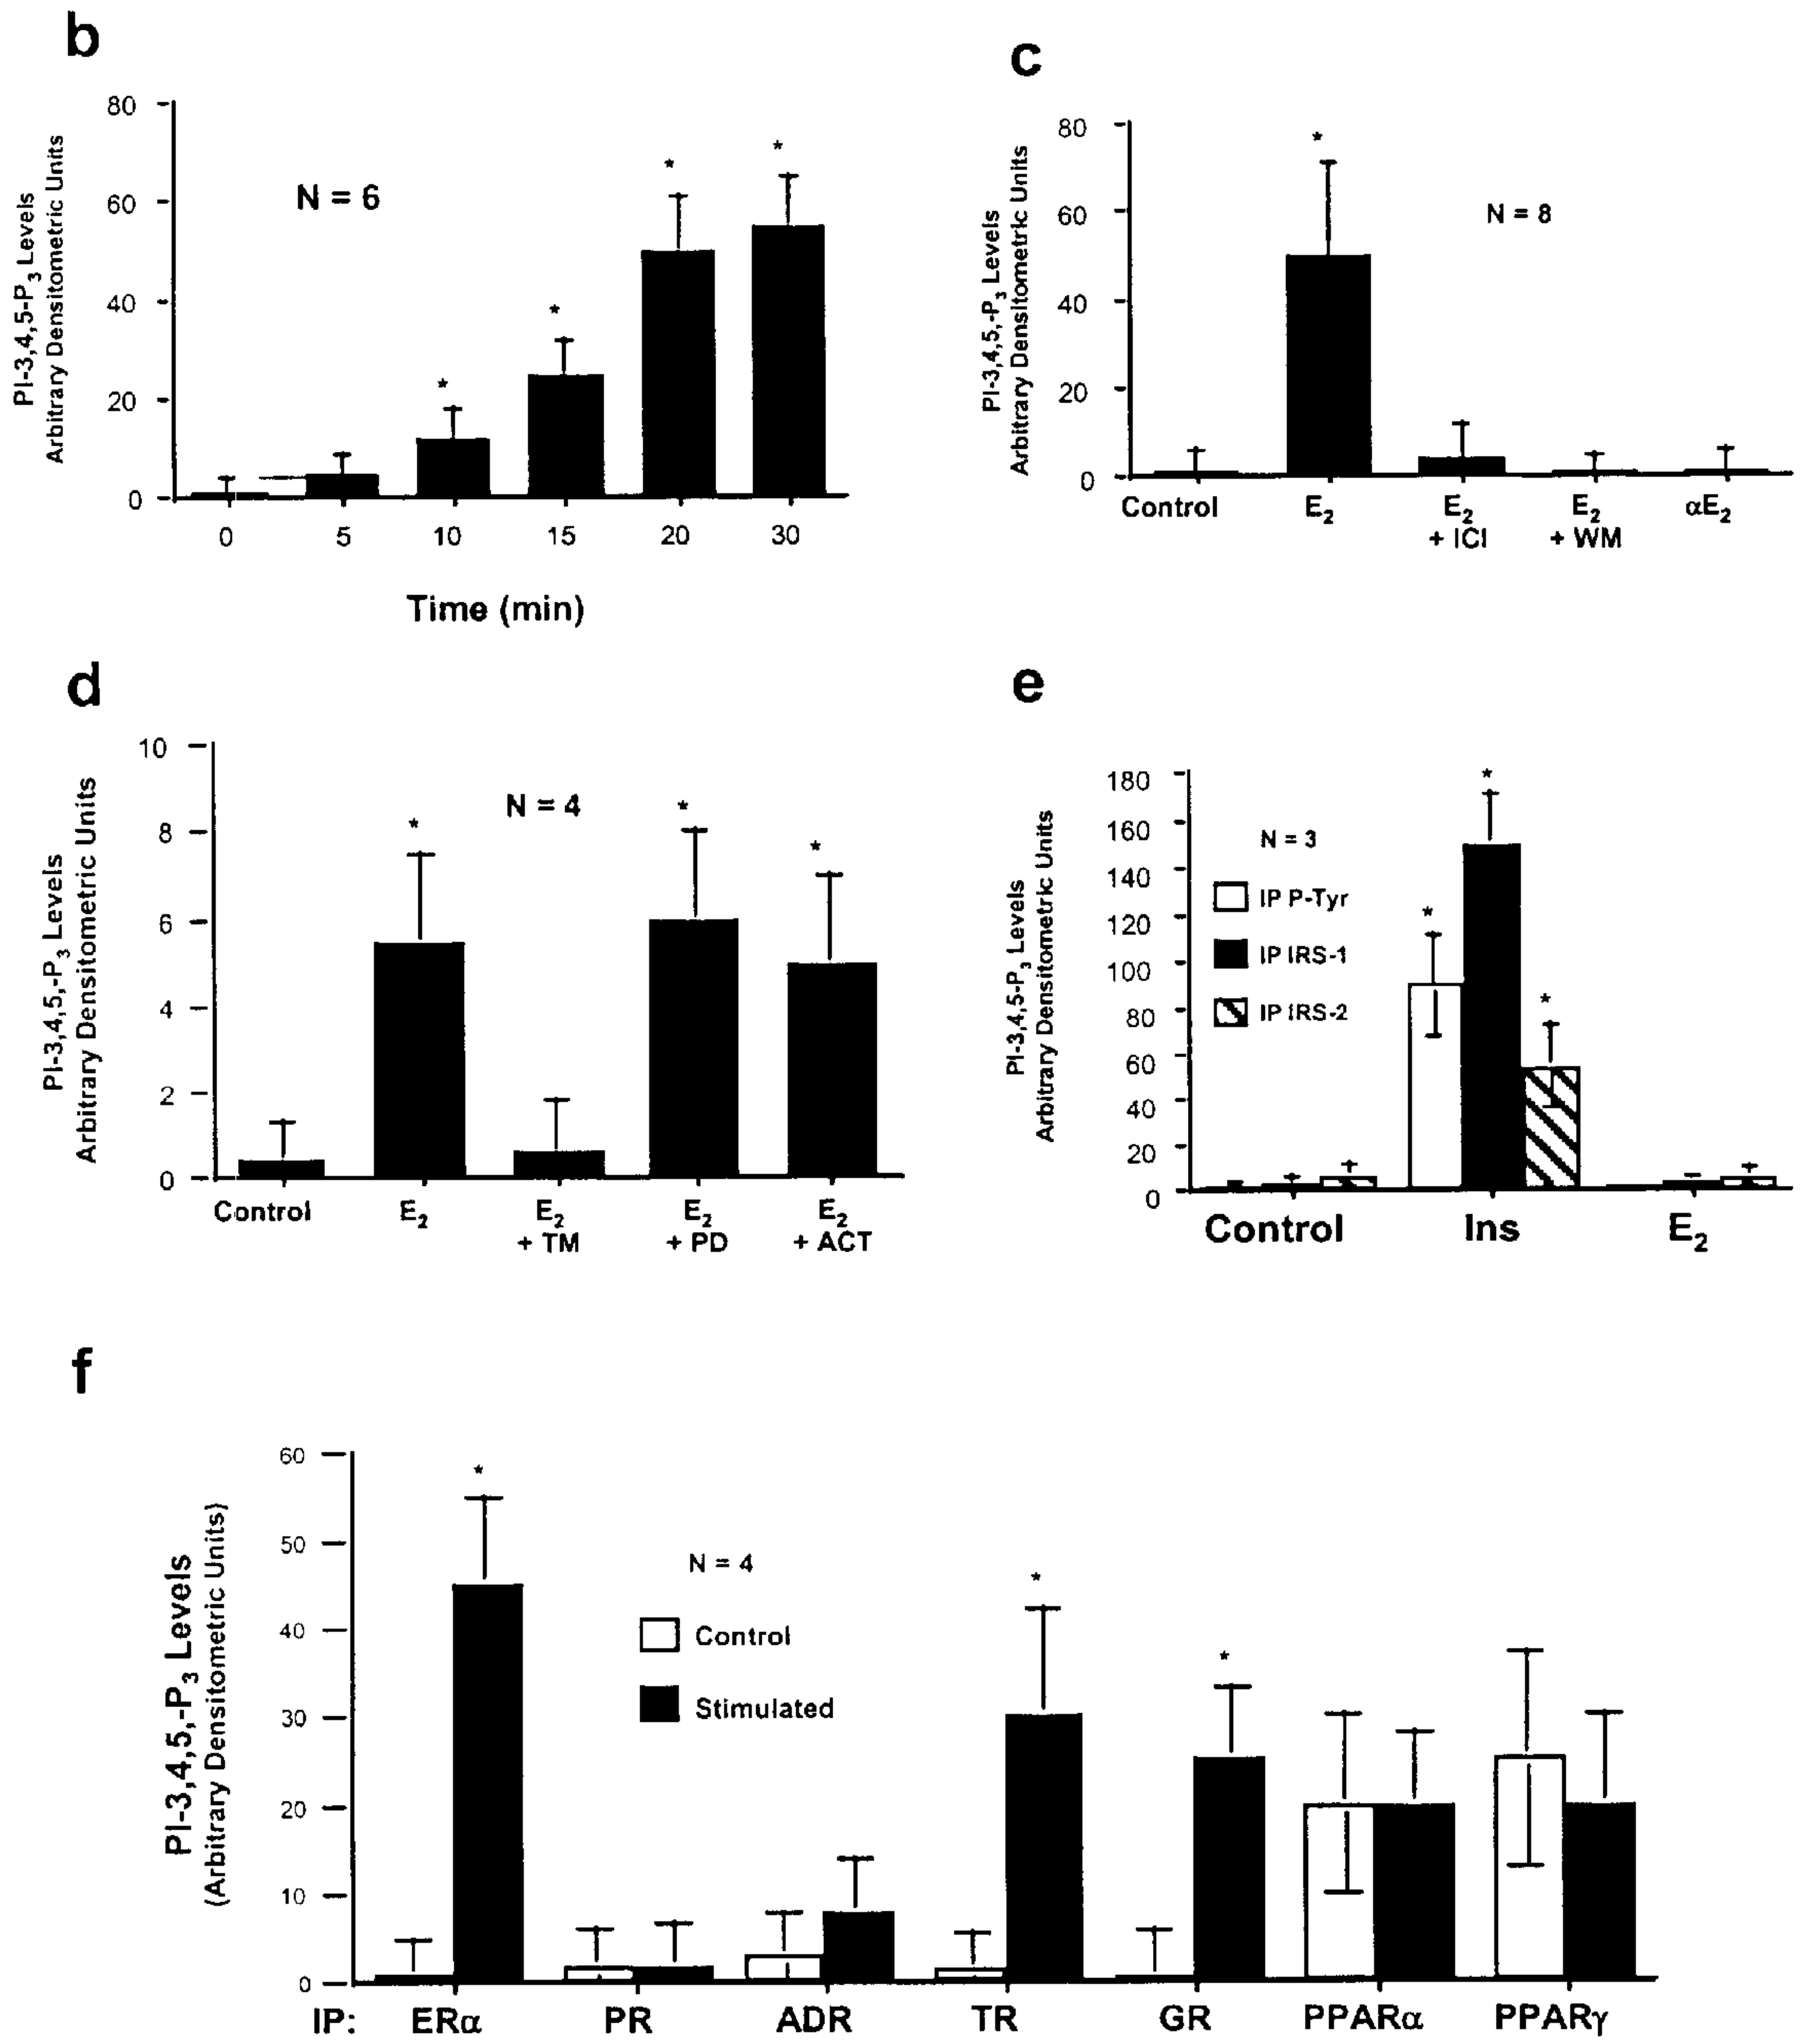 b
PI-3,4,5-P3 Levels
Arbitrary Densitometric Units
80
60
40
20
0
N = 6
*
*
*
*
0 5 10 15 20 30
Time (min)
c
PI-3,4,5,-P3 Levels
Arbitrary Densitometric Units
80
60
40
20
0
N = 8
*
Control E2 E2 E2 αE2
+ ICI + WM
d
PI-3,4,5,-P3 Levels
Arbitrary Densitometric Units
10
8
6
4
2
0
N = 4
*
*
*
Control E2 E2 E2 E2
+ TM + PD + ACT
e
PI-3,4,5-P3 Levels
Arbitrary Densitometric Units
180
160
140
120
100
80
60
40
20
0
N = 3
IP P-Tyr
IP IRS-1
IP IRS-2
*
*
*
Control Ins E2
f
PI-3,4,5,-P3 Levels
(Arbitrary Densitometric Units)
60
50
40
30
20
10
0
N = 4
Control
Stimulated
*
*
*
IP: ERα PR ADR TR GR PPARα PPARγ